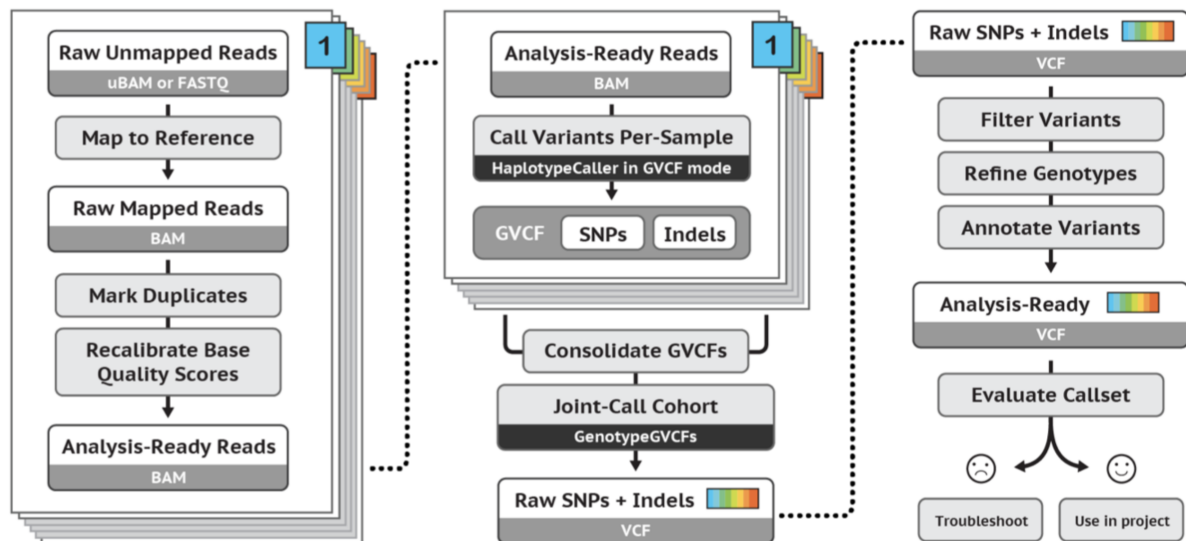 1
Raw Unmapped Reads
uBAM or FASTQ
Map to Reference
Raw Mapped Reads
BAM
Mark Duplicates
Recalibrate Base
Quality Scores
Analysis-Ready Reads
BAM
1
Analysis-Ready Reads
BAM
Call Variants Per-Sample
HaplotypeCaller in GVCF mode
GVCF SNPs Indels
Consolidate GVCFs
Joint-Call Cohort
GenotypeGVCFs
Raw SNPs + Indels
VCF
Raw SNPs + Indels
VCF
Filter Variants
Refine Genotypes
Annotate Variants
Analysis-Ready
VCF
Evaluate Callset
Troubleshoot Use in project